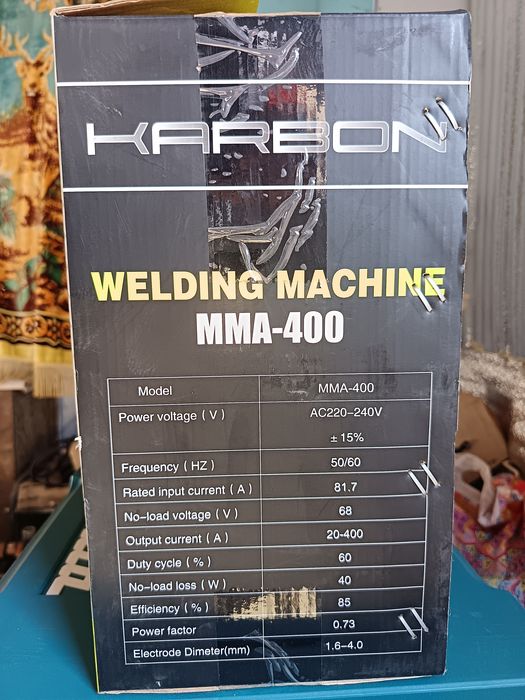 KARBON
WELDING MACHINE
MMA-400
Model MMA-400
Power voltage ( V ) AC220-240V
± 15%
Frequency ( HZ ) 50/60
Rated input current ( A ) 81.7
No-load voltage ( V ) 68
Output current ( A ) 20-400
Duty cycle ( % ) 60
No-load loss ( W ) 40
Efficiency ( % ) 85
Power factor 0.73
Electrode Dimeter(mm) 1.6-4.0